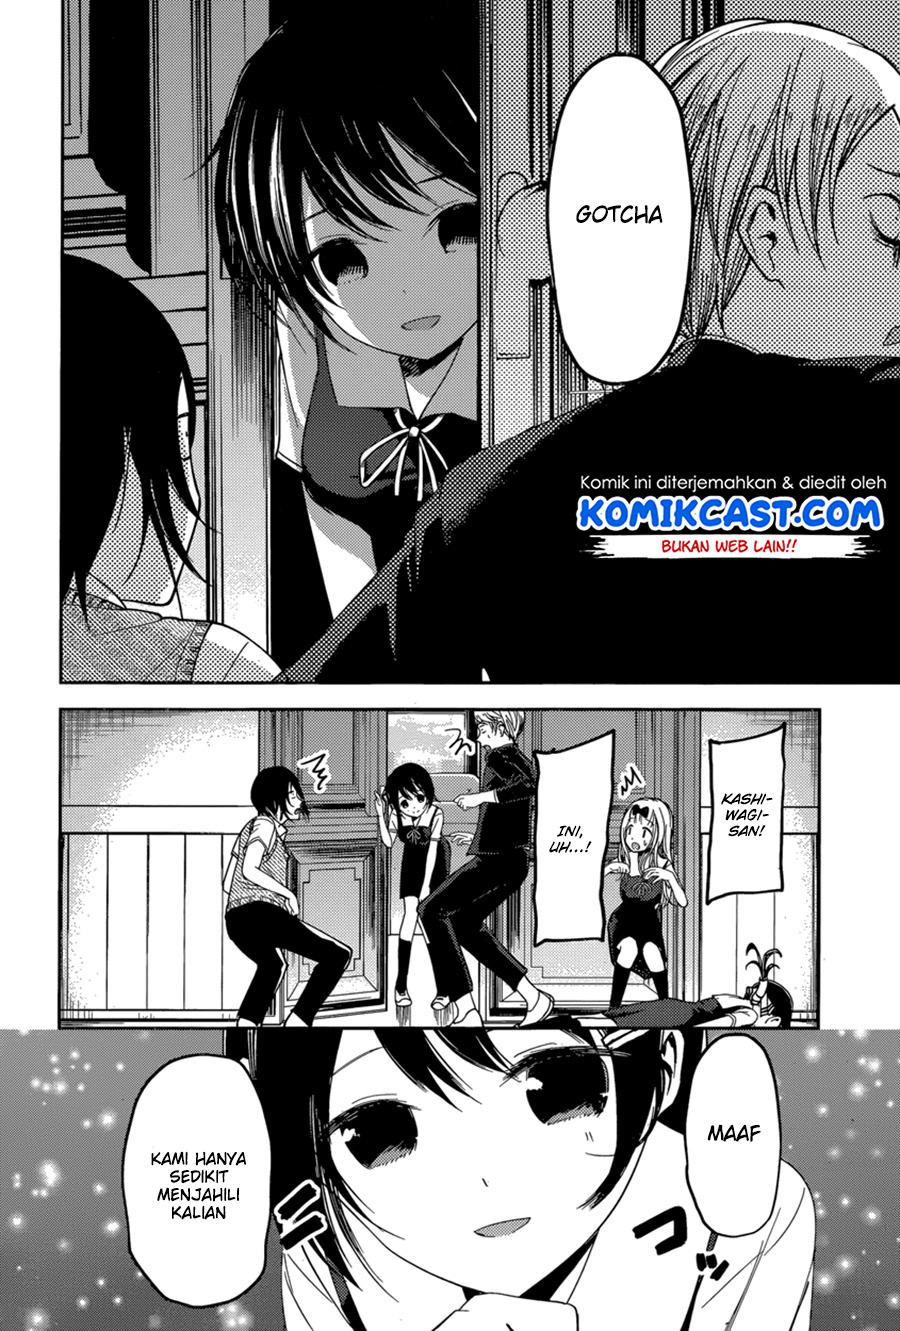 GOTCHA
Komik ini diterjemahkan & diedit oleh
KOMIKCAST.COM
BUKAN WEB LAIN!!
KASHI-
WAGI-
SAN!
INI,
UH...!
MAAF
KAMI HANYA
SEDIKIT
MENJAHILI
KALIAN